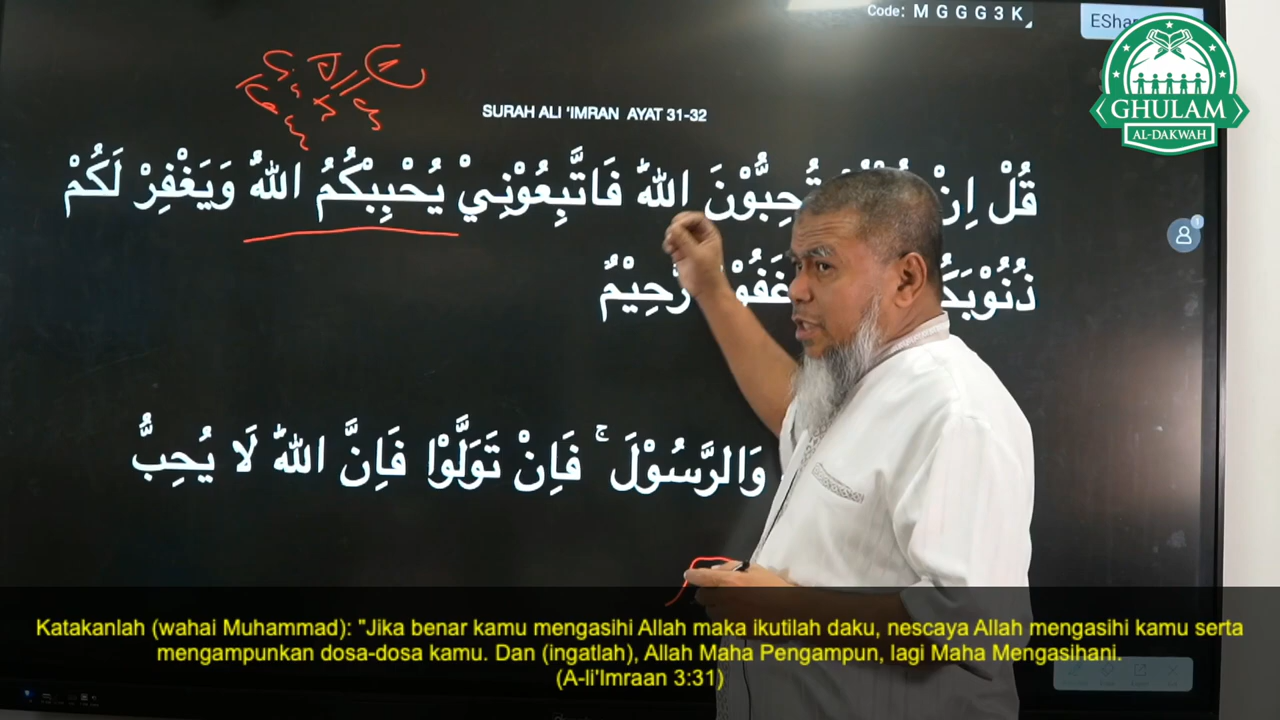 Code: M G G G 3 K
EShar
GHULAM
AL-DAKWAH
SURAH ALI 'IMRAN AYAT 31-32
قُلْ اِنْ تُحِبُّوْنَ اللّٰهَ فَاتَّبِعُوْنِيْ يُحْبِبْكُمُ اللّٰهُ وَيَغْفِرْ لَكُمْ
رَّحِيْمٌ
وَالرَّسُوْلَ ۚ فَاِنْ تَوَلَّوْا فَاِنَّ اللّٰهَ لَا يُحِبُّ
Katakanlah (wahai Muhammad): "Jika benar kamu mengasihi Allah maka ikutilah daku, nescaya Allah mengasihi kamu serta
mengampunkan dosa-dosa kamu. Dan (ingatlah), Allah Maha Pengampun, lagi Maha Mengasihani.
(A-li'Imraan 3:31)